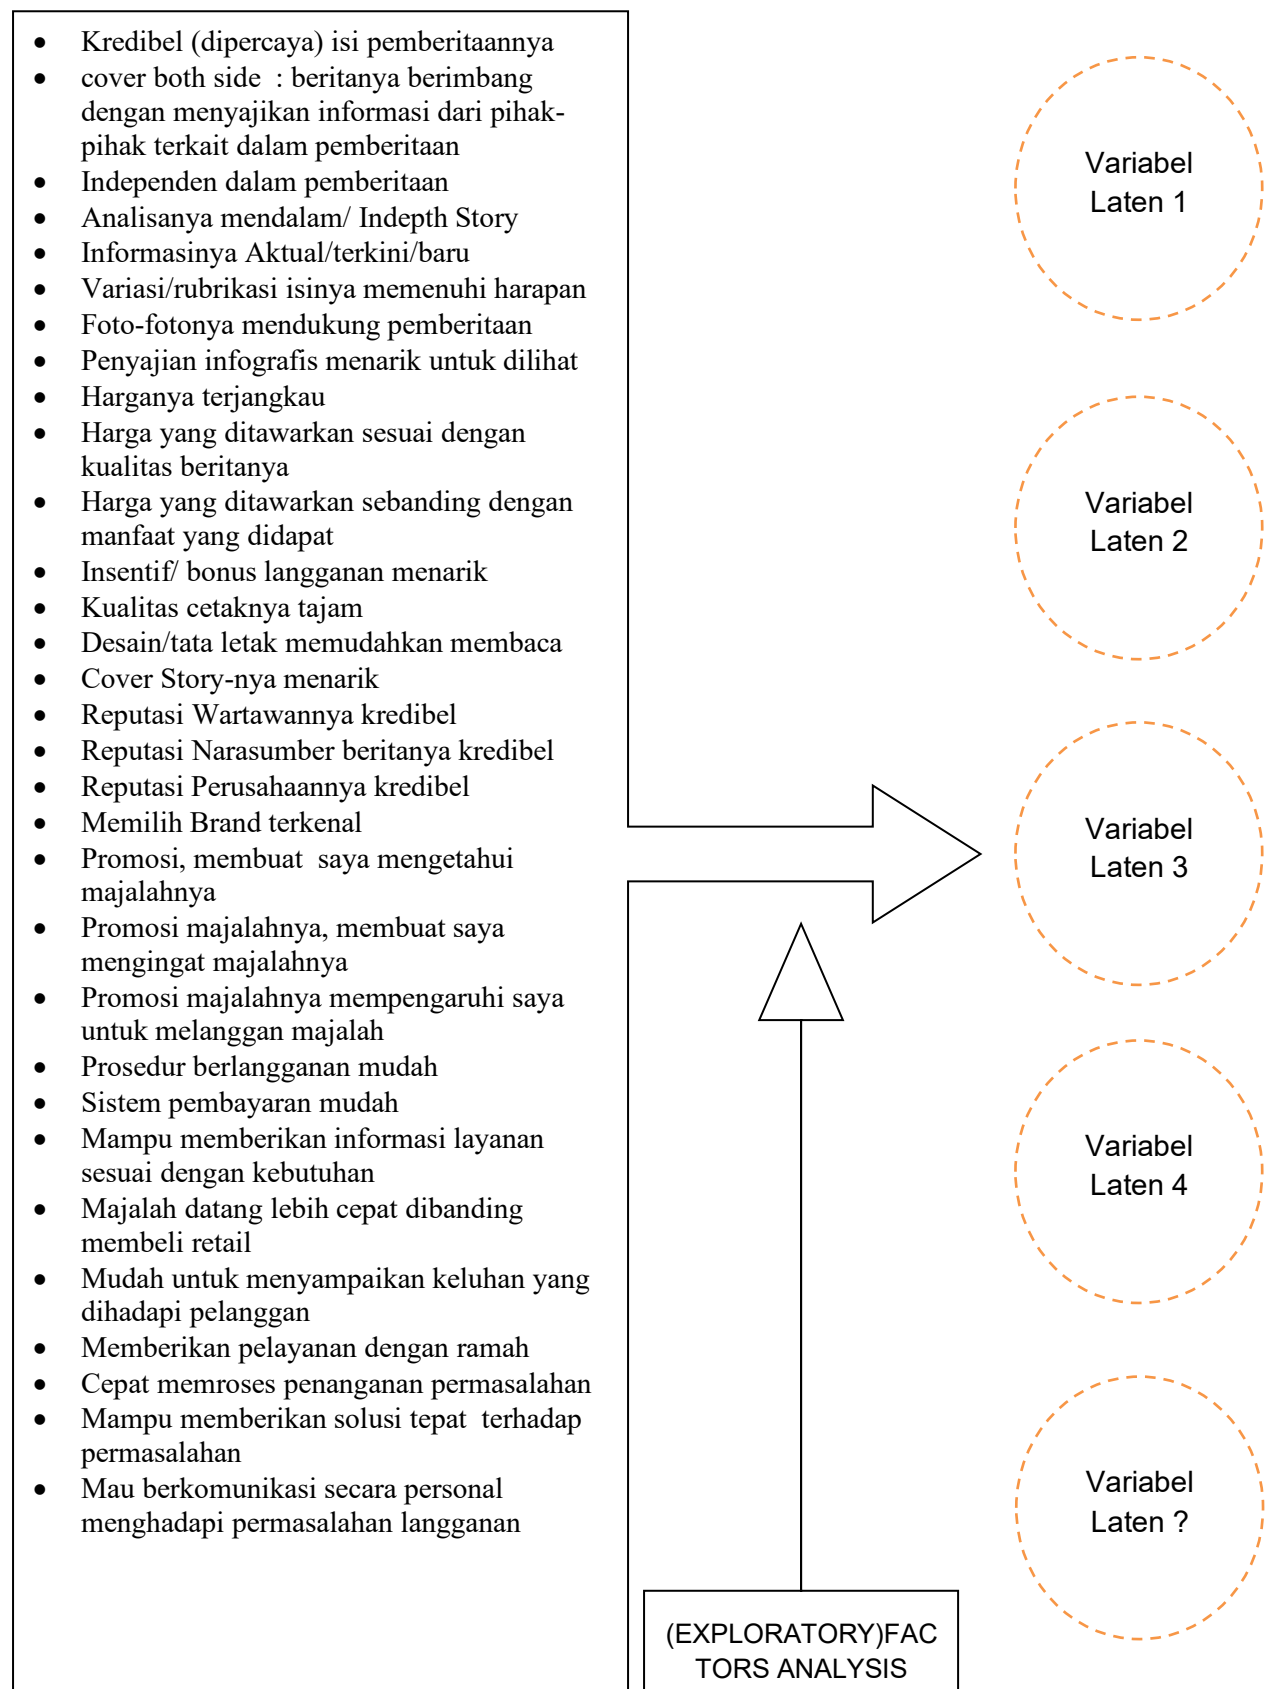 • Kredibel (dipercaya) isi pemberitaannya
• cover both side : beritanya berimbang
dengan menyajikan informasi dari pihak-
pihak terkait dalam pemberitaan
• Independen dalam pemberitaan
• Analisanya mendalam/ Indepth Story
• Informasinya Aktual/terkini/baru
• Variasi/rubrikasi isinya memenuhi harapan
• Foto-fotonya mendukung pemberitaan
• Penyajian infografis menarik untuk dilihat
• Harganya terjangkau
• Harga yang ditawarkan sesuai dengan
kualitas beritanya
• Harga yang ditawarkan sebanding dengan
manfaat yang didapat
• Insentif/ bonus langganan menarik
• Kualitas cetaknya tajam
• Desain/tata letak memudahkan membaca
• Cover Story-nya menarik
• Reputasi Wartawannya kredibel
• Reputasi Narasumber beritanya kredibel
• Reputasi Perusahaannya kredibel
• Memilih Brand terkenal
• Promosi, membuat saya mengetahui
majalahnya
• Promosi majalahnya, membuat saya
mengingat majalahnya
• Promosi majalahnya mempengaruhi saya
untuk melanggan majalah
• Prosedur berlangganan mudah
• Sistem pembayaran mudah
• Mampu memberikan informasi layanan
sesuai dengan kebutuhan
• Majalah datang lebih cepat dibanding
membeli retail
• Mudah untuk menyampaikan keluhan yang
dihadapi pelanggan
• Memberikan pelayanan dengan ramah
• Cepat memroses penanganan permasalahan
• Mampu memberikan solusi tepat terhadap
permasalahan
• Mau berkomunikasi secara personal
menghadapi permasalahan langganan
(EXPLORATORY)FAC
TORS ANALYSIS
Variabel
Laten 1
Variabel
Laten 2
Variabel
Laten 3
Variabel
Laten 4
Variabel
Laten ?